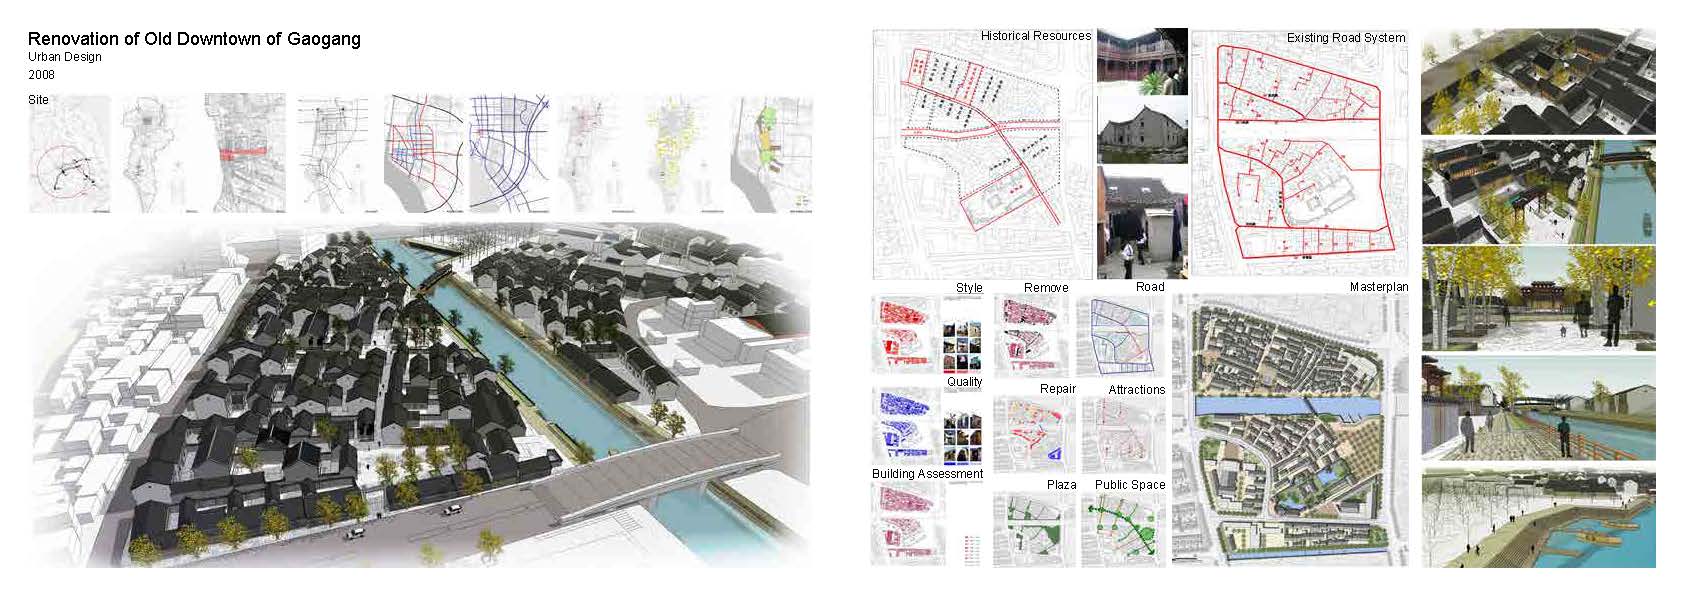 Renovation of Old Downtown of Gaogang
Urban Design
2008
Site
Historical Resources
Existing Road System
Style
Remove
Road
Masterplan
Quality
Repair
Attractions
Building Assessment
Plaza
Public Space